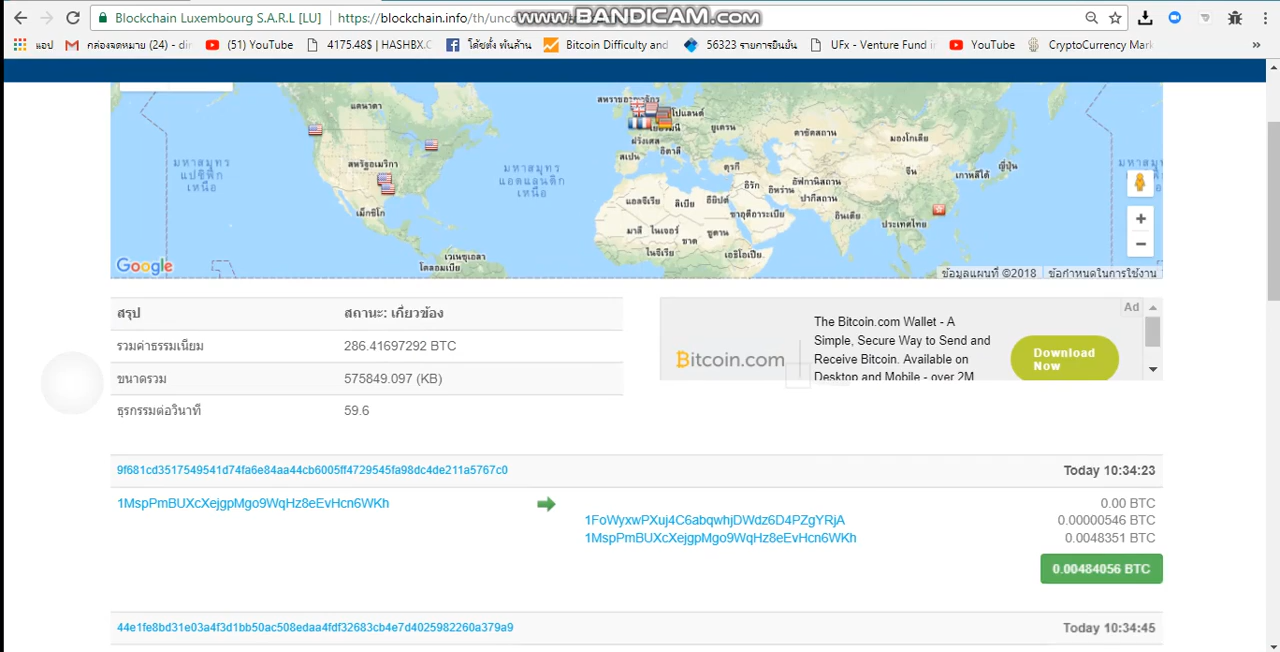 Blockchain Luxembourg S.A.R.L [LU]
https://blockchain.info/th/unco
www.BANDICAM.com
แอป
กล่องจดหมาย (24) - dir
(51) YouTube
4175.48$ | HASHBX.C
โต๊ะตั้ง พันล้าน
Bitcoin Difficulty and
56323 รายการยืนยัน
UFx - Venture Fund i
YouTube
CryptoCurrency Mark
»
แคนาดา
สหราชอาณาจักร
โปแลนด์
เยอรมนี
ยูเครน
คาซัคสถาน
มองโกเลีย
ฝรั่งเศส
อิตาลี
สเปน
ตุรกี
มหาสมุทร
แปซิฟิก
เหนือ
สหรัฐอเมริกา
มหาสมุทร
แอตแลนติก
เหนือ
จีน
เกาหลีใต้
ญี่ปุ่น
อิรัก
อิหร่าน
อัฟกานิสถาน
ปากีสถาน
แอลจีเรีย
ลิเบีย
อียิปต์
ซาอุดีอาระเบีย
อินเดีย
ประเทศไทย
เม็กซิโก
มาลี
ไนเจอร์
ชาด
ซูดาน
ไนจีเรีย
เอธิโอเปีย
เวเนซุเอลา
โคลอมเบีย
Google
ข้อมูลแผนที่ ©2018
ข้อกำหนดในการใช้งาน
สรุป สถานะ: เกี่ยวข้อง
รวมค่าธรรมเนียม 286.41697292 BTC
ขนาดรวม 575849.097 (KB)
ธุรกรรมต่อวินาที 59.6
Ad
The Bitcoin.com Wallet - A
Simple, Secure Way to Send and
Receive Bitcoin. Available on
Desktop and Mobile - over 2M
Bitcoin.com
Download
Now
9f681cd3517549541d74fa6e84aa44cb6005ff4729545fa98dc4de211a5767c0 Today 10:34:23
1MspPmBUXcXejgpMgo9WqHz8eEvHcn6WKh 0.00 BTC
1FoWyxwPXuj4C6abqwhjDWdz6D4PZgYRjA 0.00000546 BTC
1MspPmBUXcXejgpMgo9WqHz8eEvHcn6WKh 0.0048351 BTC
0.00484056 BTC
44e1fe8bd31e03a4f3d1bb50ac508edaa4fdf32683cb4e7d4025982260a379a9 Today 10:34:45